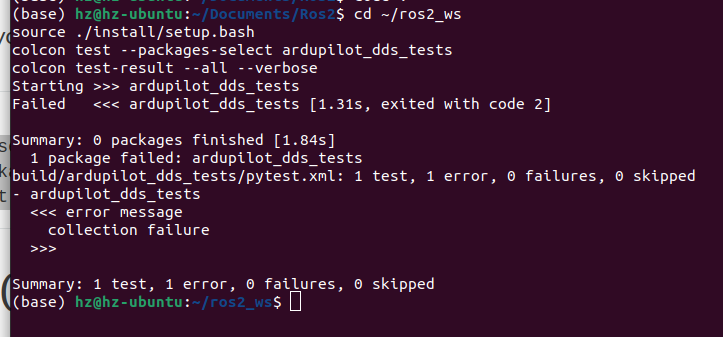 (base) hz@hz-ubuntu:~/Documents/Ros2$ cd ~/ros2_ws
source ./install/setup.bash
colcon test --packages-select ardupilot_dds_tests
colcon test-result --all --verbose
Starting >>> ardupilot_dds_tests
Failed   <<< ardupilot_dds_tests [1.31s, exited with code 2]

Summary: 0 packages finished [1.84s]
  1 package failed: ardupilot_dds_tests
build/ardupilot_dds_tests/pytest.xml: 1 test, 1 error, 0 failures, 0 skipped
- ardupilot_dds_tests
  <<< error message
    collection failure
  >>>

Summary: 1 test, 1 error, 0 failures, 0 skipped
(base) hz@hz-ubuntu:~/ros2_ws$